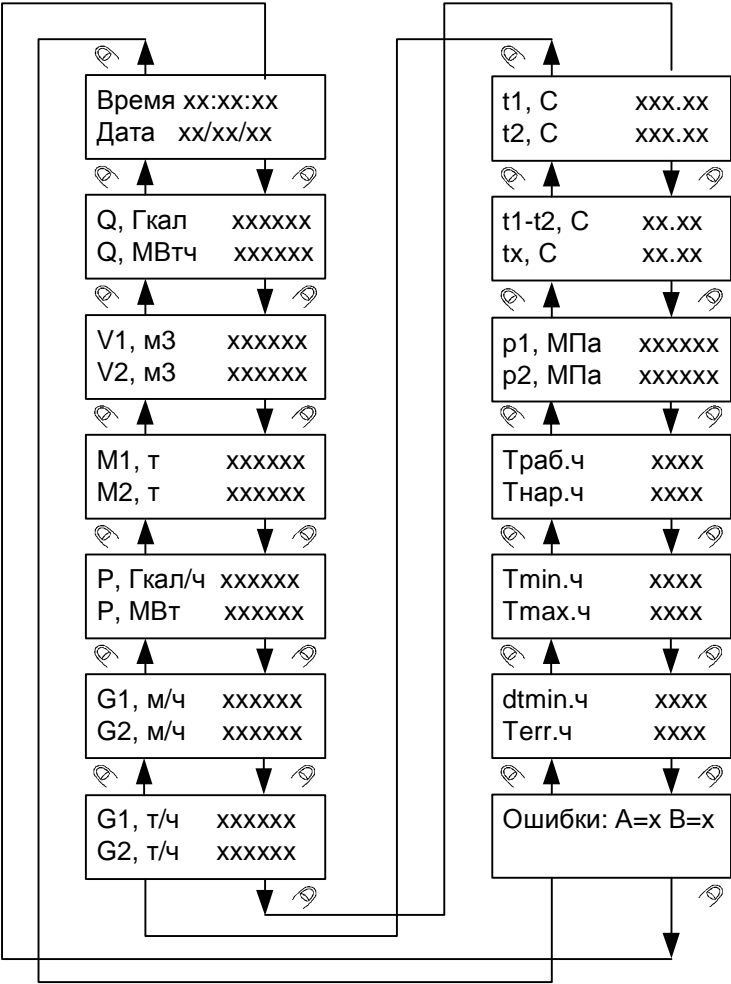 Время xx:xx:xx
Дата xx/xx/xx
Q, Гкал xxxxxx
Q, МВтч xxxxxx
V1, м3 xxxxxx
V2, м3 xxxxxx
M1, т xxxxxx
M2, т xxxxxx
P, Гкал/ч xxxxxx
P, МВт xxxxxx
G1, м/ч xxxxxx
G2, м/ч xxxxxx
G1, т/ч xxxxxx
G2, т/ч xxxxxx
t1, C xxx.xx
t2, C xxx.xx
t1-t2, C xx.xx
tx, C xx.xx
p1, МПа xxxxxx
p2, МПа xxxxxx
Tраб.ч xxxx
Tнар.ч xxxx
Tmin.ч xxxx
Tmax.ч xxxx
dtmin.ч xxxx
Terr.ч xxxx
Ошибки: A=x B=x